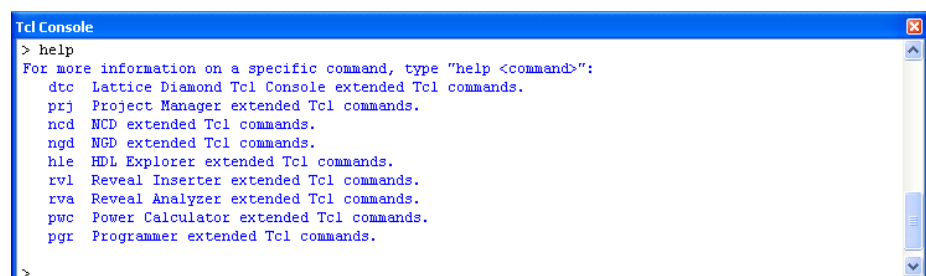 Tcl Console
> help
For more information on a specific command, type "help <command>":
dtc Lattice Diamond Tcl Console extended Tcl commands.
prj Project Manager extended Tcl commands.
ncd NCD extended Tcl commands.
ngd NGD extended Tcl commands.
hle HDL Explorer extended Tcl commands.
rvl Reveal Inserter extended Tcl commands.
rva Reveal Analyzer extended Tcl commands.
pwc Power Calculator extended Tcl commands.
pgr Programmer extended Tcl commands.
>